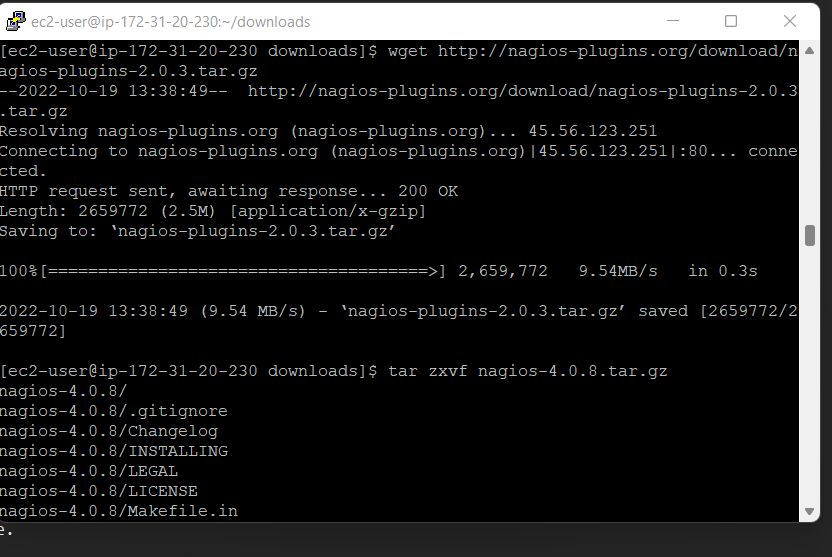 ec2-user@ip-172-31-20-230:~/downloads
[ec2-user@ip-172-31-20-230 downloads]$ wget http://nagios-plugins.org/download/n
agios-plugins-2.0.3.tar.gz
--2022-10-19 13:38:49--  http://nagios-plugins.org/download/nagios-plugins-2.0.3
.tar.gz
Resolving nagios-plugins.org (nagios-plugins.org)... 45.56.123.251
Connecting to nagios-plugins.org (nagios-plugins.org)|45.56.123.251|:80... conne
cted.
HTTP request sent, awaiting response... 200 OK
Length: 2659772 (2.5M) [application/x-gzip]
Saving to: ‘nagios-plugins-2.0.3.tar.gz’
100%[======================================>] 2,659,772   9.54MB/s   in 0.3s
2022-10-19 13:38:49 (9.54 MB/s) - ‘nagios-plugins-2.0.3.tar.gz’ saved [2659772/2
659772]
[ec2-user@ip-172-31-20-230 downloads]$ tar zxvf nagios-4.0.8.tar.gz
nagios-4.0.8/
nagios-4.0.8/.gitignore
nagios-4.0.8/Changelog
nagios-4.0.8/INSTALLING
nagios-4.0.8/LEGAL
nagios-4.0.8/LICENSE
nagios-4.0.8/Makefile.in
e.